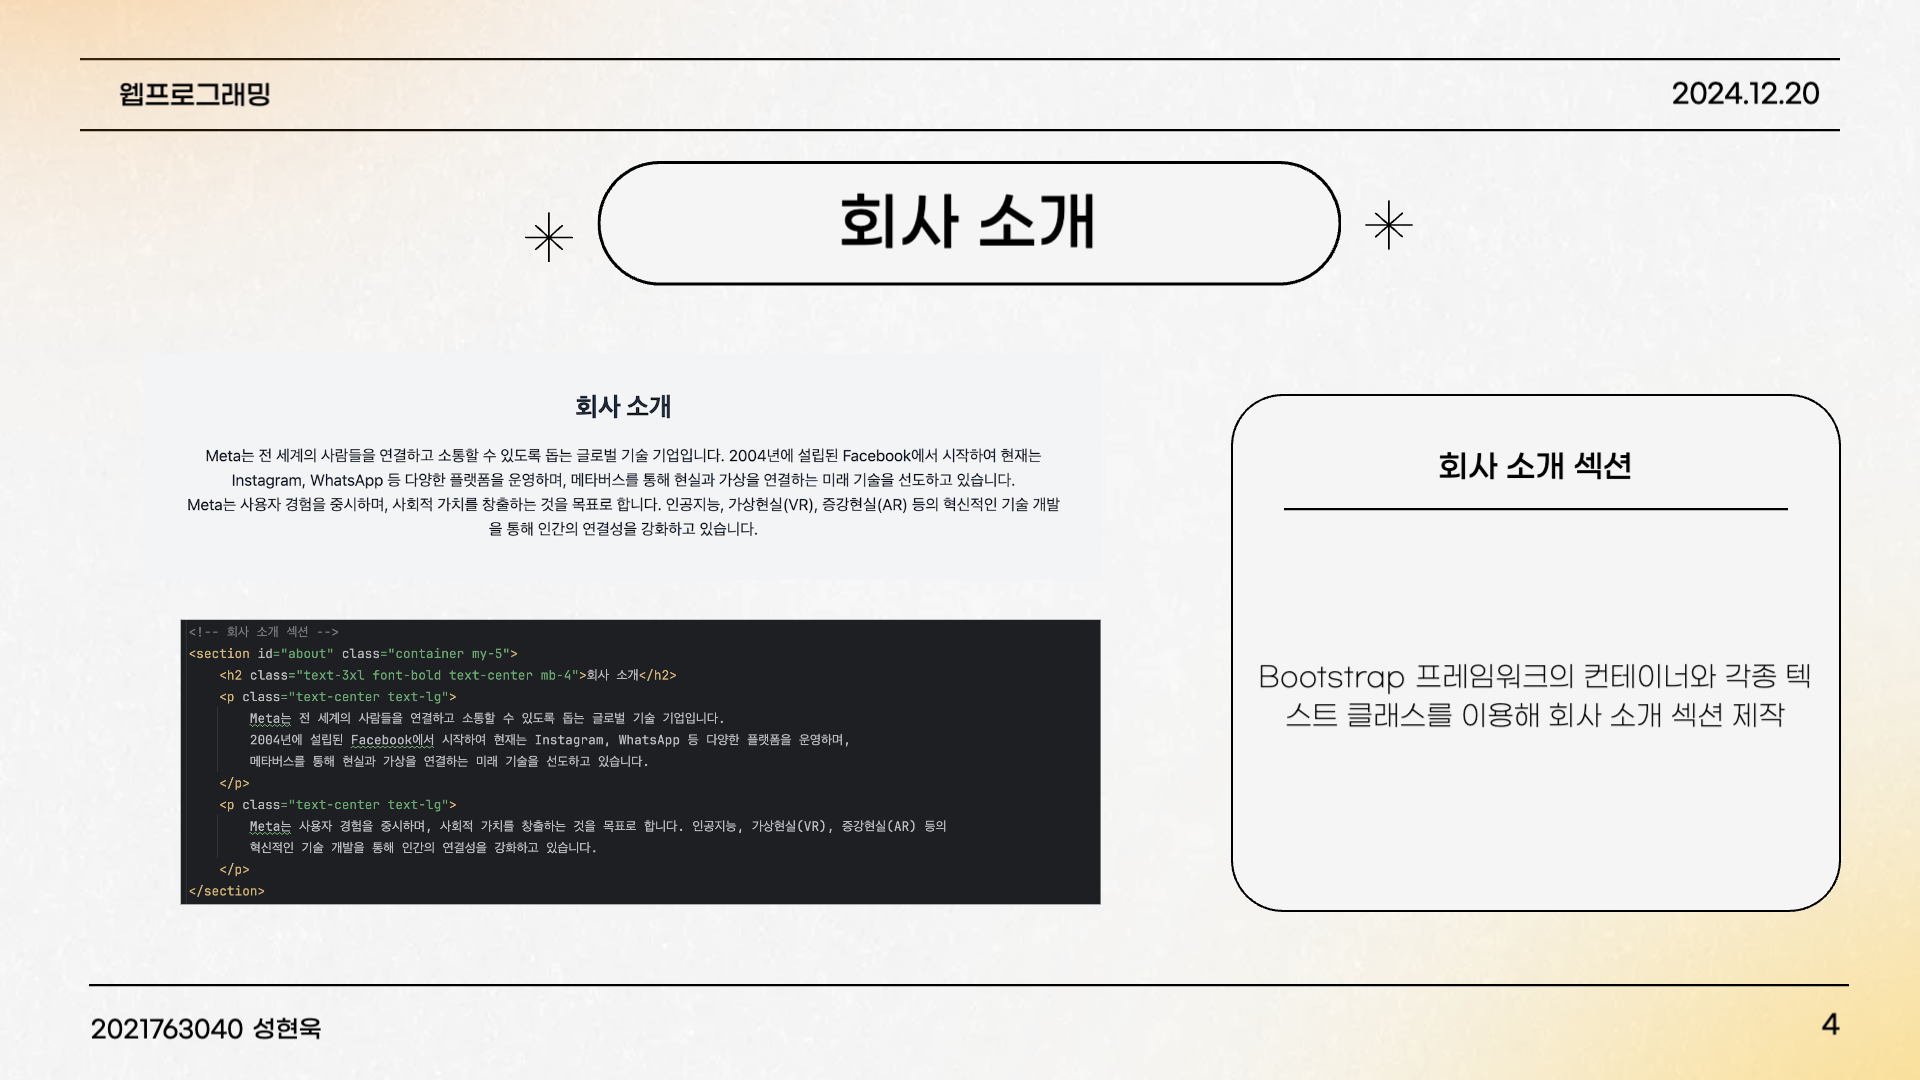 웹프로그래밍
2024.12.20
회사 소개
회사 소개
Meta는 전 세계의 사람들을 연결하고 소통할 수 있도록 돕는 글로벌 기술 기업입니다. 2004년에 설립된 Facebook에서 시작하여 현재는
Instagram, WhatsApp 등 다양한 플랫폼을 운영하며, 메타버스를 통해 현실과 가상을 연결하는 미래 기술을 선도하고 있습니다.
Meta는 사용자 경험을 중시하며, 사회적 가치를 창출하는 것을 목표로 합니다. 인공지능, 가상현실(VR), 증강현실(AR) 등의 혁신적인 기술 개발
을 통해 인간의 연결성을 강화하고 있습니다.
<!-- 회사 소개 섹션 -->
<section id="about" class="container my-5">
<h2 class="text-3xl font-bold text-center mb-4">회사 소개</h2>
<p class="text-center text-lg">
Meta는 전 세계의 사람들을 연결하고 소통할 수 있도록 돕는 글로벌 기술 기업입니다.
2004년에 설립된 Facebook에서 시작하여 현재는 Instagram, WhatsApp 등 다양한 플랫폼을 운영하며,
메타버스를 통해 현실과 가상을 연결하는 미래 기술을 선도하고 있습니다.
</p>
<p class="text-center text-lg">
Meta는 사용자 경험을 중시하며, 사회적 가치를 창출하는 것을 목표로 합니다. 인공지능, 가상현실(VR), 증강현실(AR) 등의
혁신적인 기술 개발을 통해 인간의 연결성을 강화하고 있습니다.
</p>
</section>
회사 소개 섹션
Bootstrap 프레임워크의 컨테이너와 각종 텍
스트 클래스를 이용해 회사 소개 섹션 제작
2021763040 성현욱
4